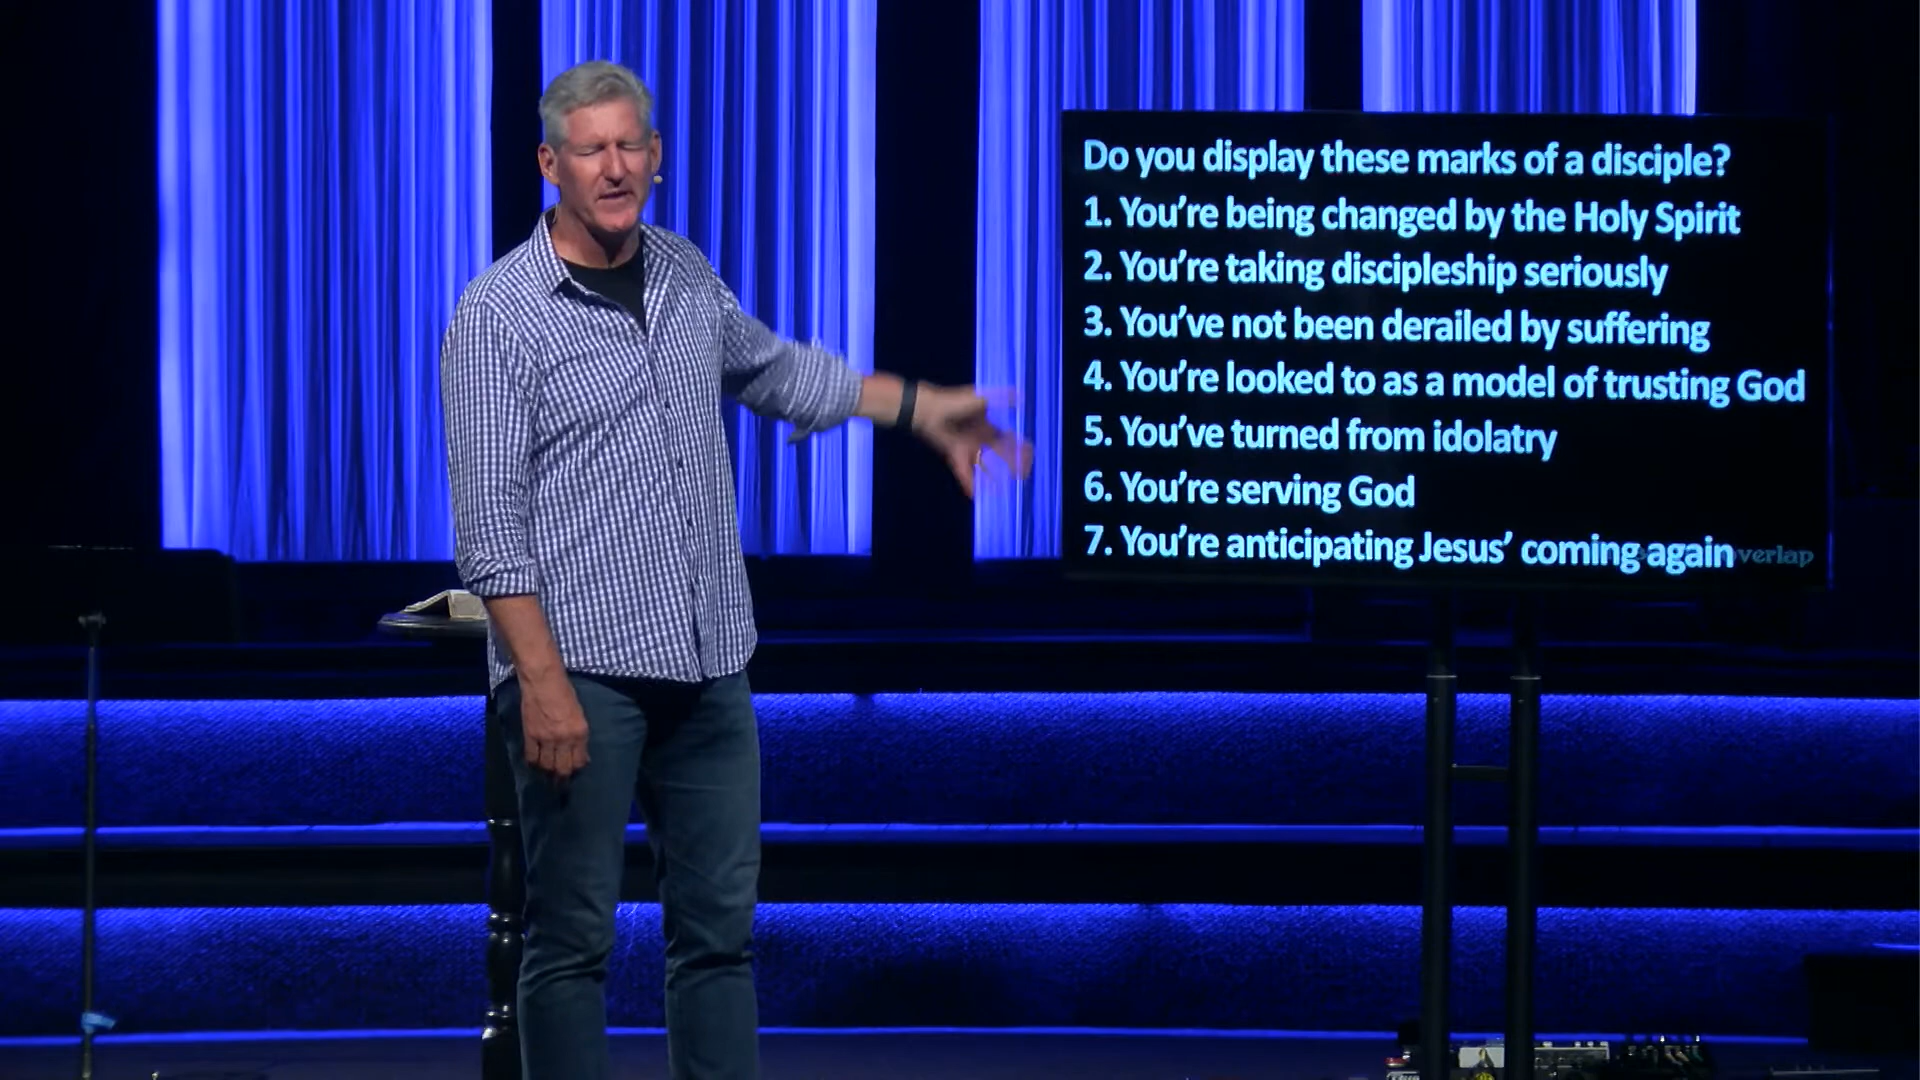 Do you display these marks of a disciple?
1. You’re being changed by the Holy Spirit
2. You’re taking discipleship seriously
3. You’ve not been derailed by suffering
4. You’re looked to as a model of trusting God
5. You’ve turned from idolatry
6. You’re serving God
7. You’re anticipating Jesus’ coming again